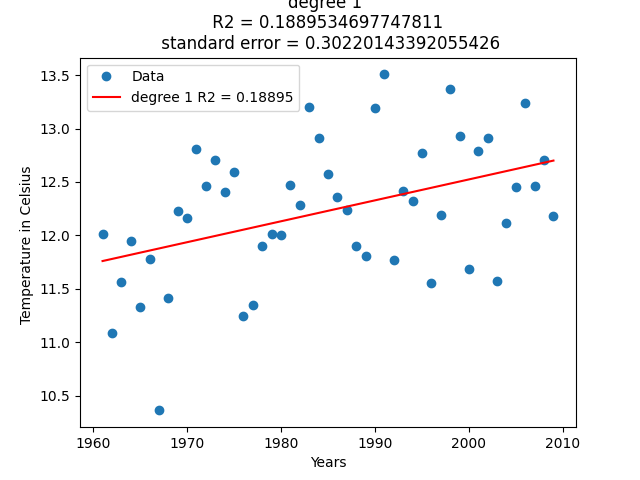 degree 1
R2 = 0.1889534697747811
standard error = 0.30220143392055426
Data
degree 1 R2 = 0.18895
Temperature in Celsius
13.5
13.0
12.5
12.0
11.5
11.0
10.5
1960 1970 1980 1990 2000 2010
Years